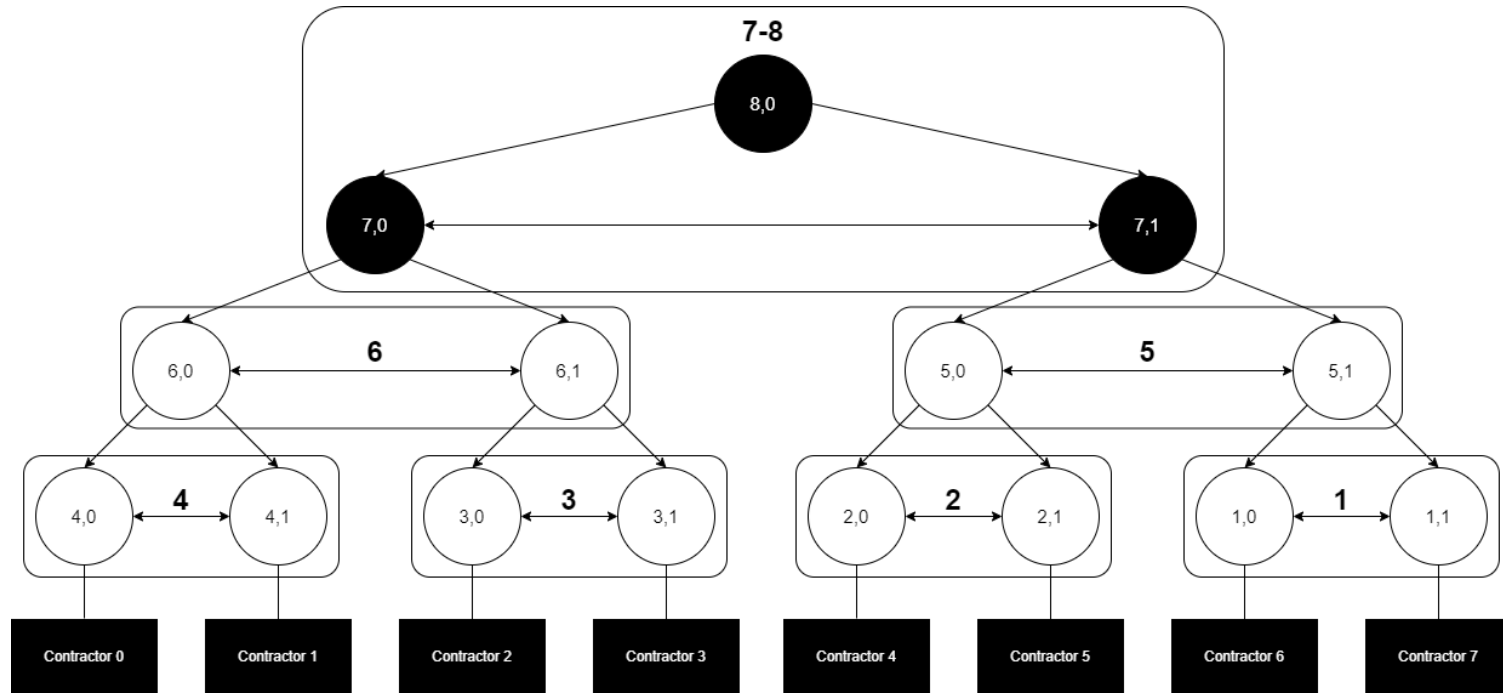 7-8
8,0
7,0
7,1
6,0
6
6,1
5,0
5
5,1
4,0
4
4,1
3,0
3
3,1
2,0
2
2,1
1,0
1
1,1
Contractor 0
Contractor 1
Contractor 2
Contractor 3
Contractor 4
Contractor 5
Contractor 6
Contractor 7